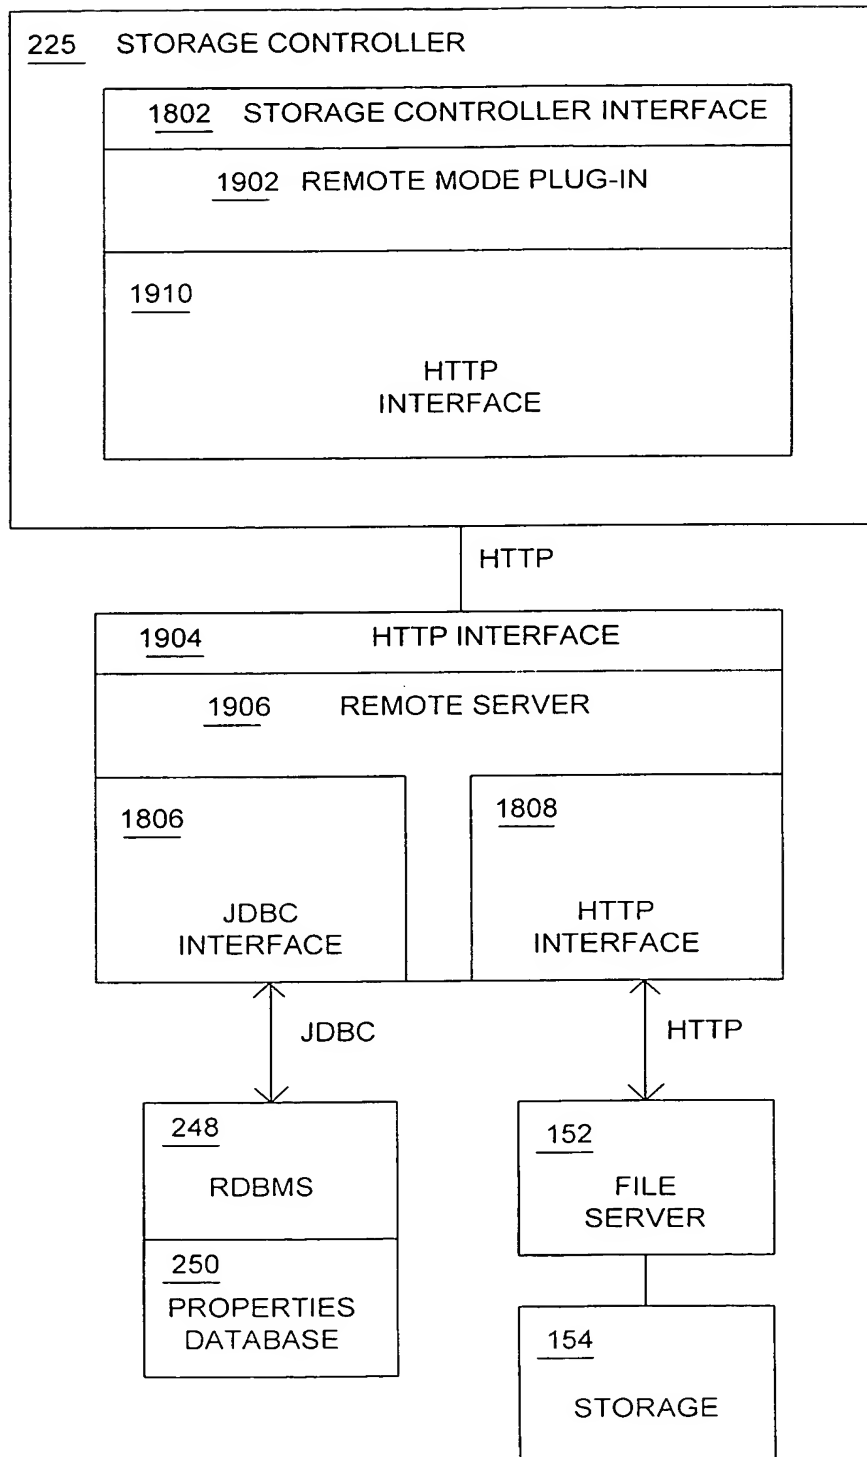 225 STORAGE CONTROLLER
1802 STORAGE CONTROLLER INTERFACE
1902 REMOTE MODE PLUG-IN
1910
HTTP
INTERFACE
HTTP
1904 HTTP INTERFACE
1906 REMOTE SERVER
1806
JDBC
INTERFACE
1808
HTTP
INTERFACE
JDBC
HTTP
248
RDBMS
250
PROPERTIES
DATABASE
152
FILE
SERVER
154
STORAGE